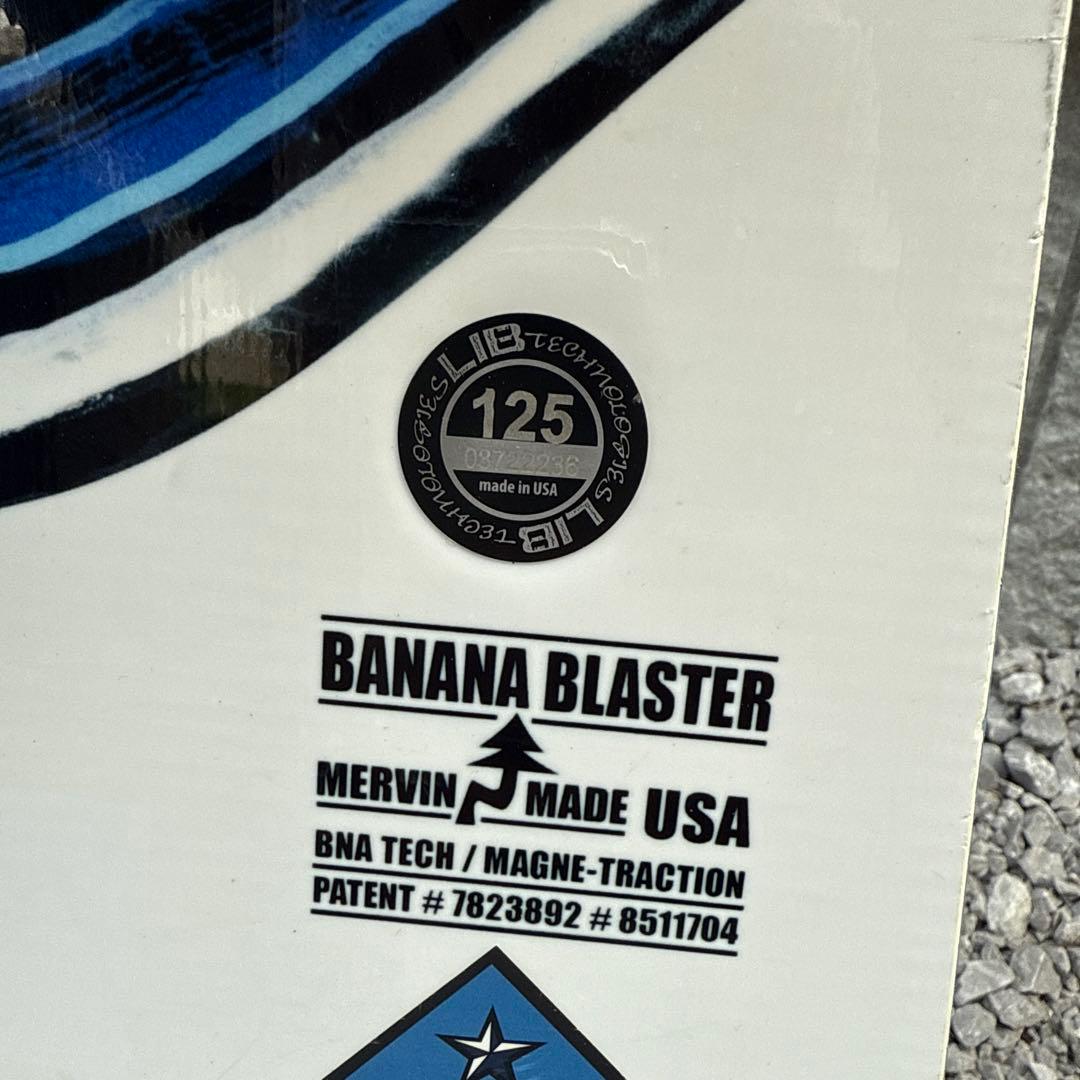 LIB TECHNOLOGIES LIB TECHNOLOGIES
125
03722236
made in USA
BANANA BLASTER
MERVIN MADE USA
BNA TECH / MAGNE-TRACTION
PATENT # 7823892 # 8511704